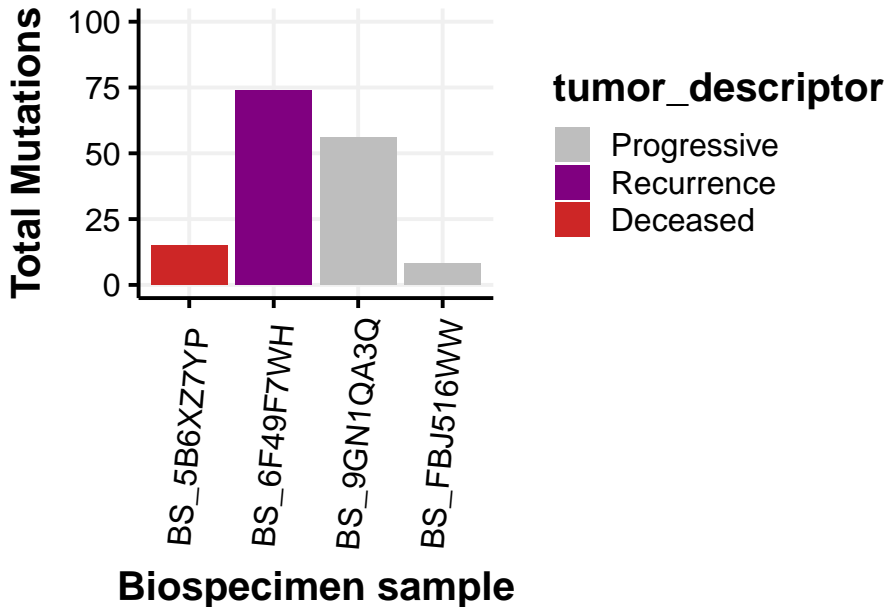 Total Mutations
100
75
50
25
0
BS_5B6XZ7YP
BS_6F49F7WH
BS_9GN1QA3Q
BS_FBJ516WW
Biospecimen sample
tumor_descriptor
Progressive
Recurrence
Deceased